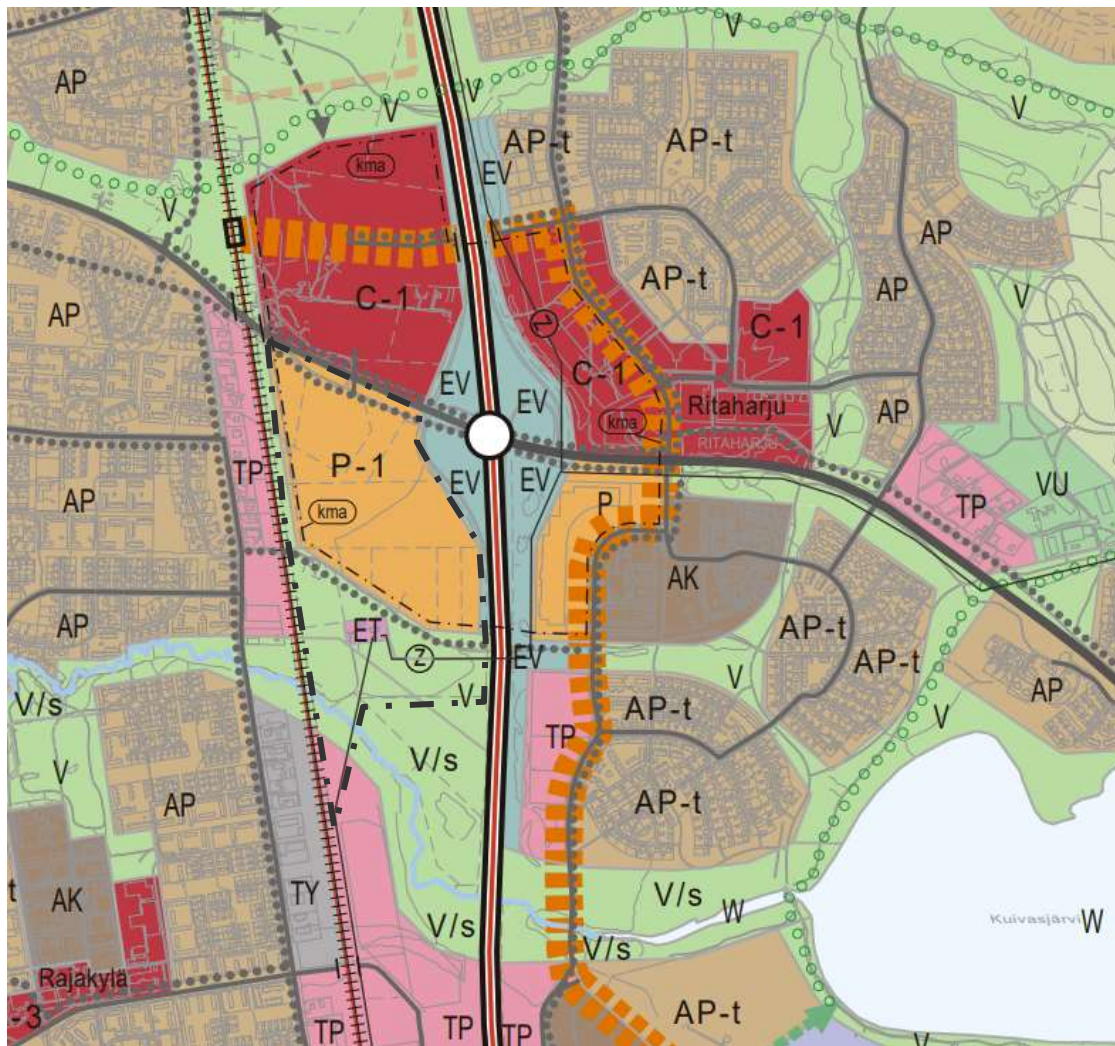 V
V
AP
V
AP-t
AP-t
V
kma
EV
V
AP
AP-t
V
AP
C-1
C-1
Z
AP
C-1
EV
EV
Ritaharju
kma
RITAHARJU
V
AP
P-1
TP
EV
EV
P
TP
VU
kma
AK
AP
ET
AP-t
AP-t
Z
EV
V
V
AP
V/s
AP-t
V
TP
V
V/s
AP
AP-t
AK
TY
V/s
V/s
W
Kuivasjärvi
W
t
V/s
Rajakylä
-3
AP-t
TP
TP
TP
V